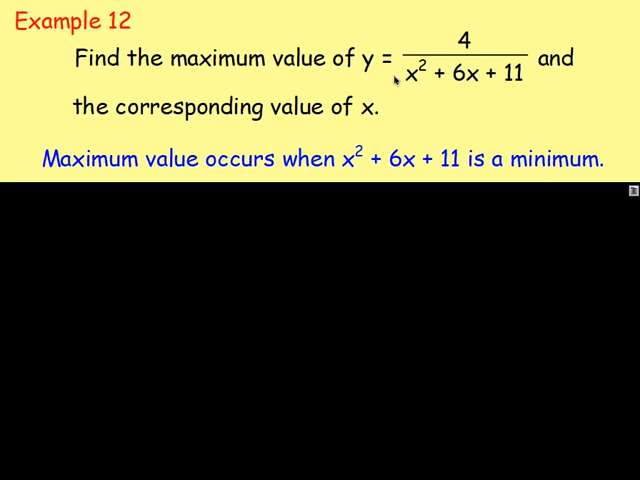 Example 12
Find the maximum value of y = 4 / (x² + 6x + 11) and
the corresponding value of x.
Maximum value occurs when x² + 6x + 11 is a minimum.